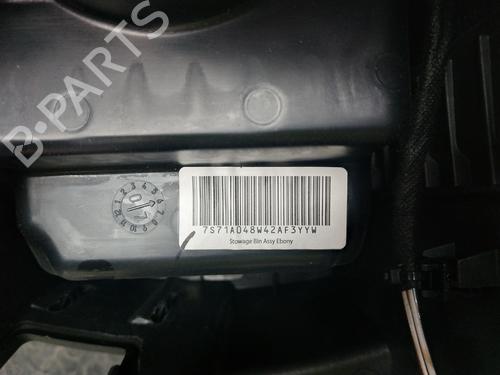 B-PARTS
7S71A048W42AF3YYW
Stowage Bin Assy Ebony